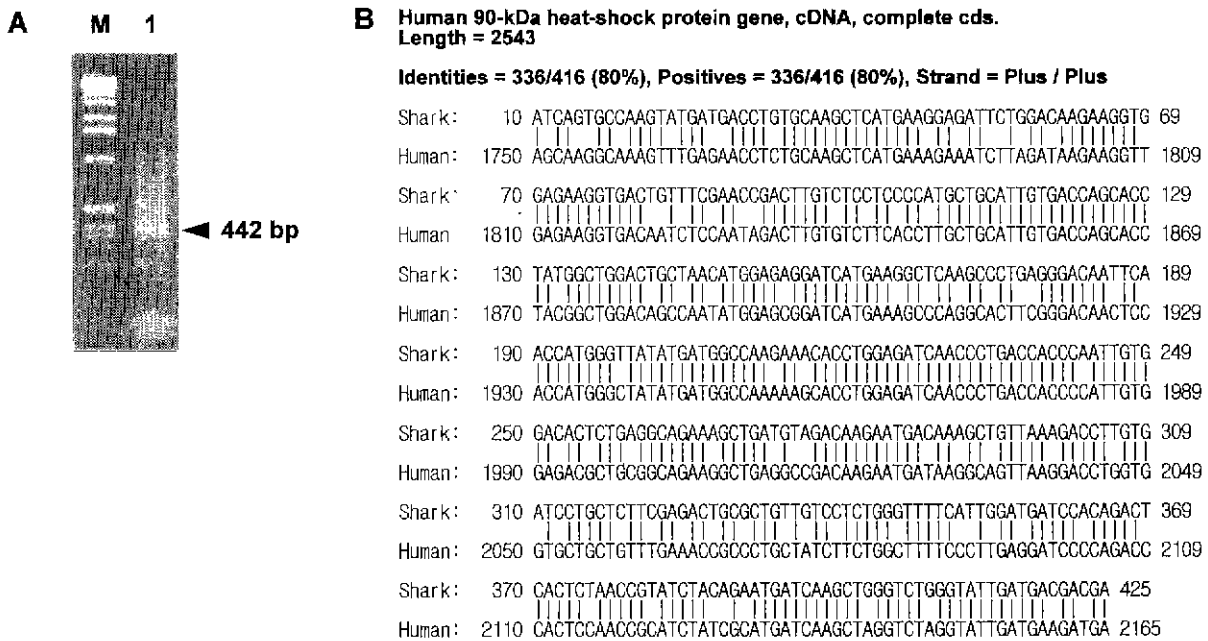 A
M 1
442 bp
B Human 90-kDa heat-shock protein gene, cDNA, complete cds.
Length = 2543
Identities = 336/416 (80%), Positives = 336/416 (80%), Strand = Plus / Plus
Shark: 10 ATCAGTGCCAAGTATGATGACCTGTGCAAGCTCATGAAGGAGATTCTGGACAAGAAGGTG 69
Human: 1750 AGCAAGGCAAAGTTTGAGAACCTCTGCAAGCTCATGAAAGAAATCTTAGATAAGAAGGTT 1809
Shark 70 GAGAAGGTGACTGTTTCGAACCGACTTGTCTCCTCCCCATGCTGCATTGTGACCAGCACC 129
Human 1810 GAGAAGGTGACAATCTCCAATAGACTTGTGTCTTCACCTTGCTGCATTGTGACCAGCACC 1869
Shark: 130 TATGGCTGGACTGCTAACATGGAGAGGATCATGAAGGCTCAAGCCCTGAGGGACAATTCA 189
Human: 1870 TACGGCTGGACAGCCAATATGGAGCGGATCATGAAAGCCCAGGCACTTCGGGACAACTCC 1929
Shark: 190 ACCATGGGTTATATGATGGCCAAGAAACACCTGGAGATCAACCCTGACCACCCAATTGTG 249
Human: 1930 ACCATGGGCTATATGATGGCCAAAAAGCACCTGGAGATCAACCCTGACCACCCCATTGTG 1989
Shark: 250 GACACTCTGAGGCAGAAAGCTGATGTAGACAAGAATGACAAAGCTGTTAAAGACCTTGTG 309
Human: 1990 GAGACGCTGCGGCAGAAGGCTGAGGCCGACAAGAATGATAAGGCAGTTAAGGACCTGGTG 2049
Shark: 310 ATCCTGCTCTTCGAGACTGCGCTGTTGTCCTCTGGGTTTTCATTGGATGATCCACAGACT 369
Human: 2050 GTGCTGCTGTTTGAAACCGCCCTGCTATCTTCTGGCTTTTCCCTTGAGGATCCCCAGACC 2109
Shark: 370 CACTCTAACCGTATCTACAGAATGATCAAGCTGGGTCTGGGTATTGATGACGACGA 425
Human: 2110 CACTCCAACCGCATCTATCGCATGATCAAGCTAGGTCTAGGTATTGATGAAGATGA 2165